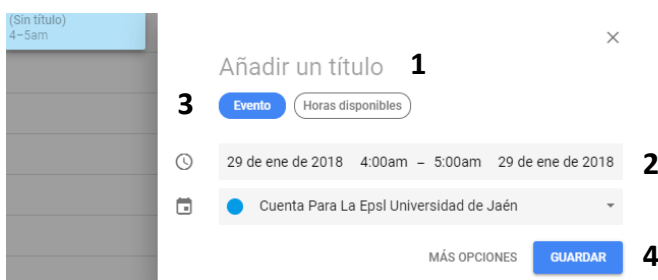 (Sin título)
4–5am
Añadir un título 1
3 Evento Horas disponibles
29 de ene de 2018 4:00am – 5:00am 29 de ene de 2018 2
Cuenta Para La Epsl Universidad de Jaén
MÁS OPCIONES GUARDAR 4